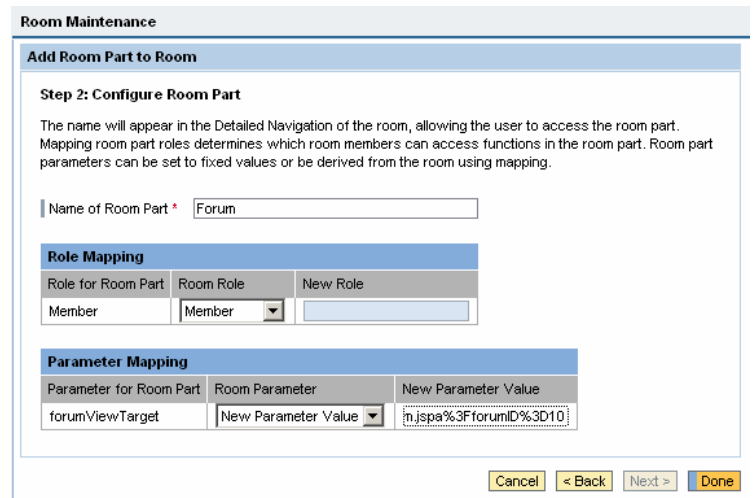 Room Maintenance
Add Room Part to Room
Step 2: Configure Room Part
The name will appear in the Detailed Navigation of the room, allowing the user to access the room part.
Mapping room part roles determines which room members can access functions in the room part. Room part
parameters can be set to fixed values or be derived from the room using mapping.
Name of Room Part * Forum
Role Mapping
Role for Room Part Room Role New Role
Member Member
Parameter Mapping
Parameter for Room Part Room Parameter New Parameter Value
forumViewTarget New Parameter Value m.jspa%3FforumID%3D10
Cancel < Back Next > Done